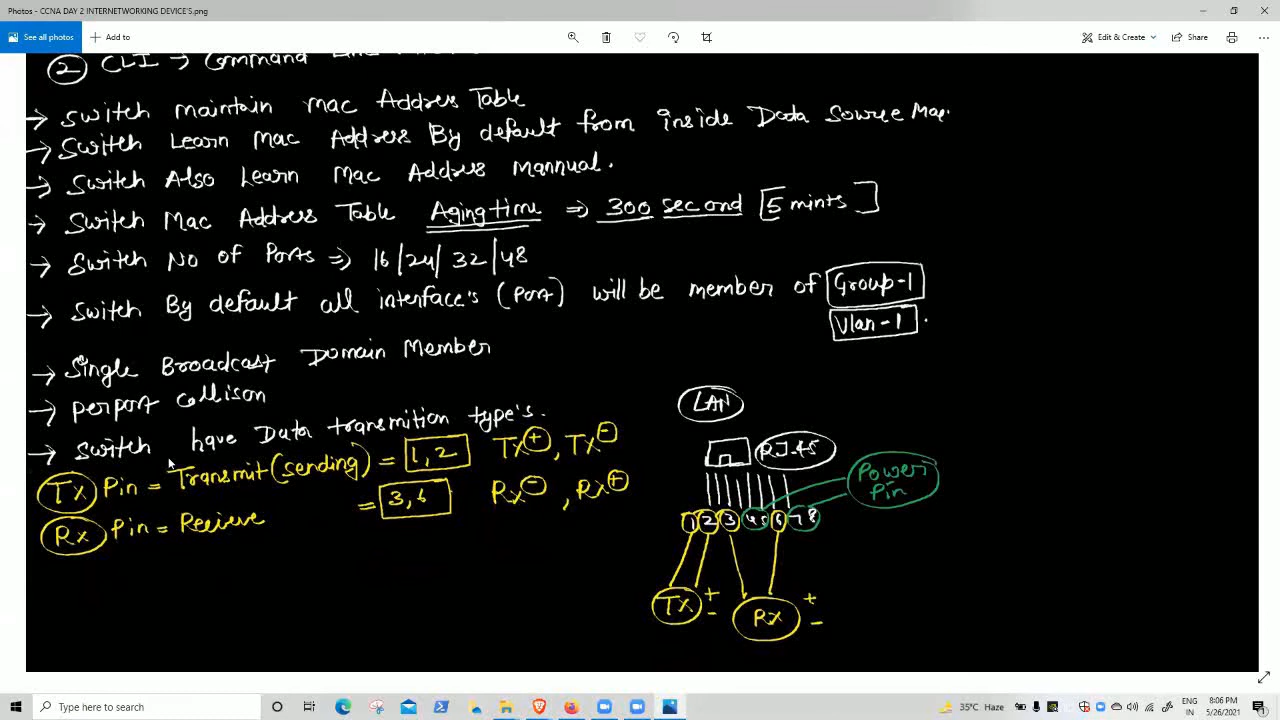 Photos - CCNA DAY 2 INTERNETWORKING DEVICE'S.png
See all photos + Add to Edit & Create Share
② CLI → Command Line
→ Switch maintain Mac Address Table
→ Switch Learn Mac Address By default from inside Data Source Mac.
→ Switch Also Learn Mac Address mannual.
→ Switch Mac Address Table Aging time ⇒ 300 second [5 mints]
→ Switch No of Ports ⇒ 16/24/32/48
→ Switch By default all interface's (Port) will be member of Group-1
Vlan-1.
→ Single Broadcast Domain Member
→ perport collison
→ Switch have Data transmition type's.
Tx Pin = Transmit (sending) = 1,2 Tx+, Tx-
Rx Pin = Recieve = 3,6 Rx-, Rx+
LAN
RJ.45
Power Pin
1 2 3 4 5 6 7 8
TX + -
RX + -
Type here to search
35°C Haze ENG 8:06 PM
IN 5/26/2021